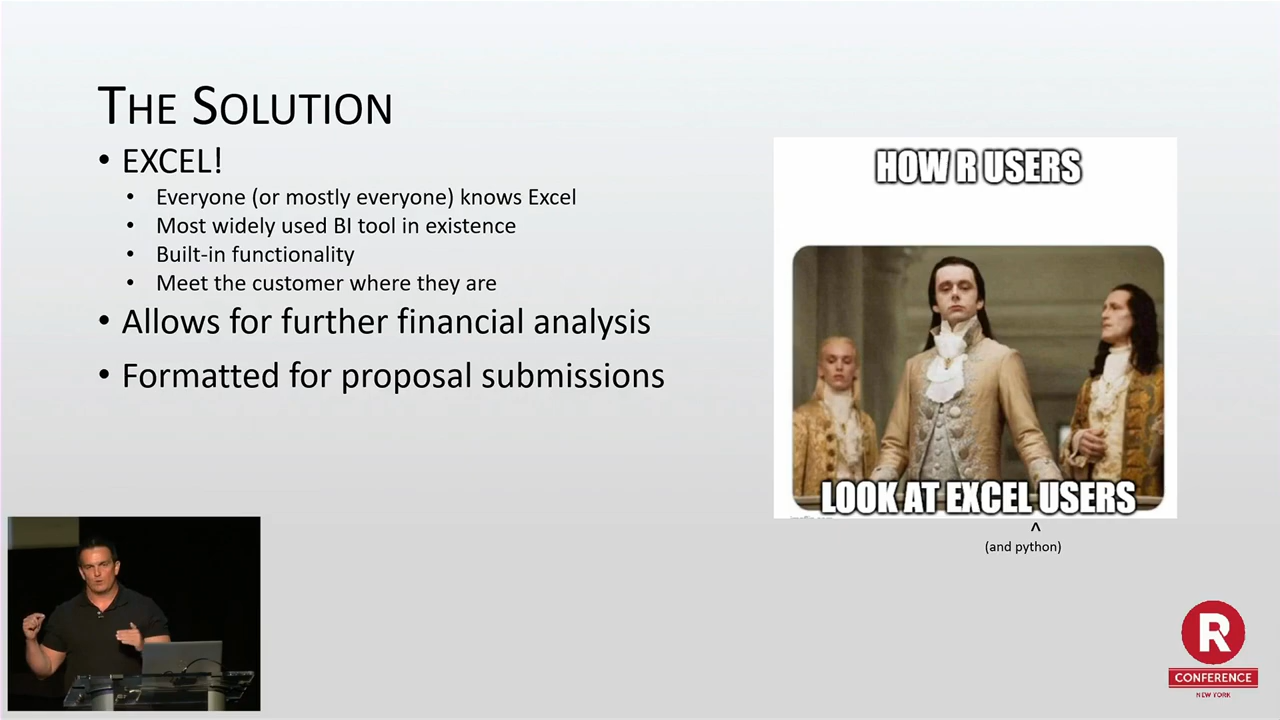 THE SOLUTION
• EXCEL!
• Everyone (or mostly everyone) knows Excel
• Most widely used BI tool in existence
• Built-in functionality
• Meet the customer where they are
• Allows for further financial analysis
• Formatted for proposal submissions
HOW R USERS
LOOK AT EXCEL USERS
^
(and python)
R
CONFERENCE
NEW YORK